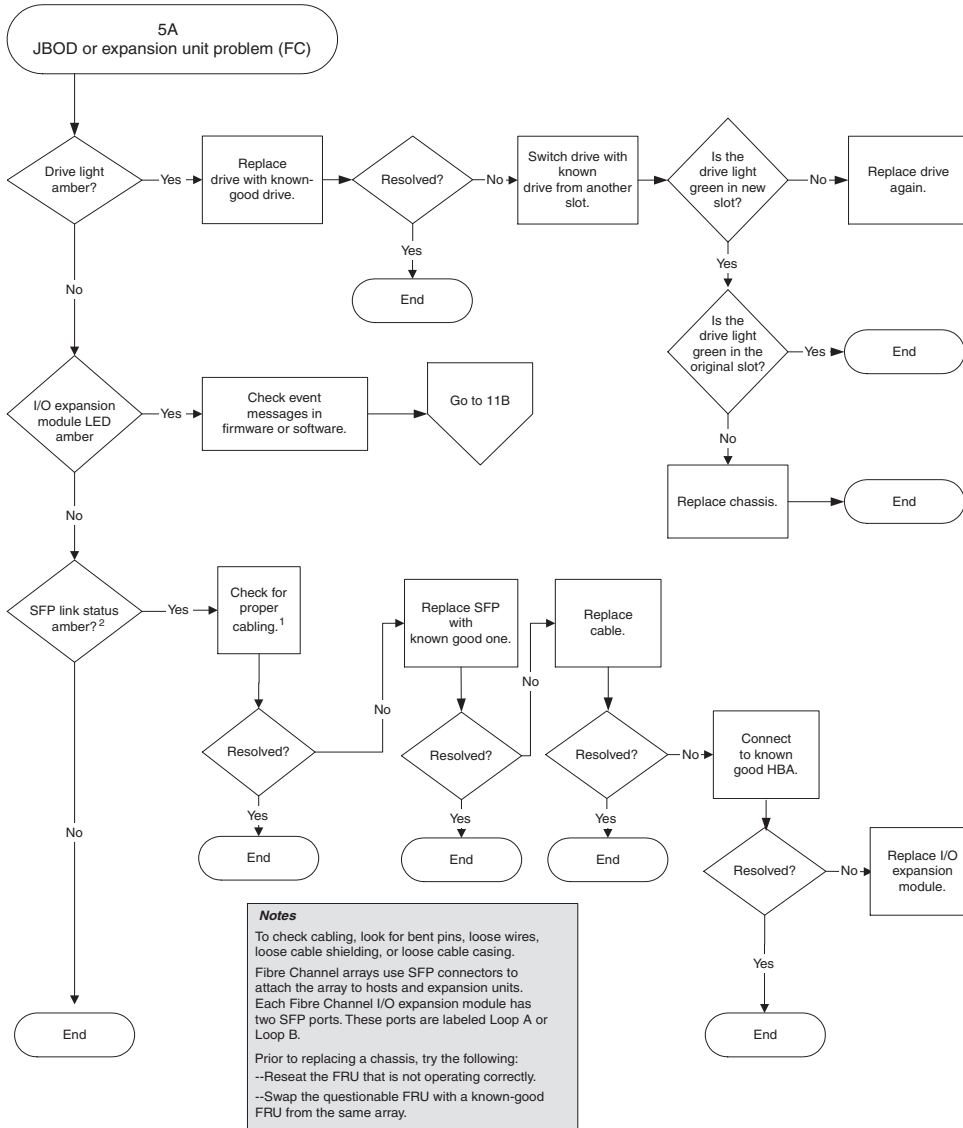 5A
JBOD or expansion unit problem (FC)
Drive light
amber?
Yes
Replace
drive with known-
good drive.
Resolved?
No
Switch drive with
known
drive from another
slot.
Is the
drive light
green in new
slot?
No
Replace drive
again.
Yes
End
Yes
Is the
drive light
green in the
original slot?
Yes
End
No
Replace chassis.
End
No
I/O expansion
module LED
amber
Yes
Check event
messages in
firmware or software.
Go to 11B
No
SFP link status
amber? 2
Yes
Check for
proper
cabling. 1
Resolved?
No
Yes
End
Replace SFP
with
known good one.
Resolved?
No
Yes
End
Replace
cable.
Resolved?
No
Yes
End
Connect
to known
good HBA.
Resolved?
No
Replace I/O
expansion
module.
Yes
End
No
End
Notes
To check cabling, look for bent pins, loose wires,
loose cable shielding, or loose cable casing.
Fibre Channel arrays use SFP connectors to
attach the array to hosts and expansion units.
Each Fibre Channel I/O expansion module has
two SFP ports. These ports are labeled Loop A or
Loop B.
Prior to replacing a chassis, try the following:
--Reseat the FRU that is not operating correctly.
--Swap the questionable FRU with a known-good
FRU from the same array.